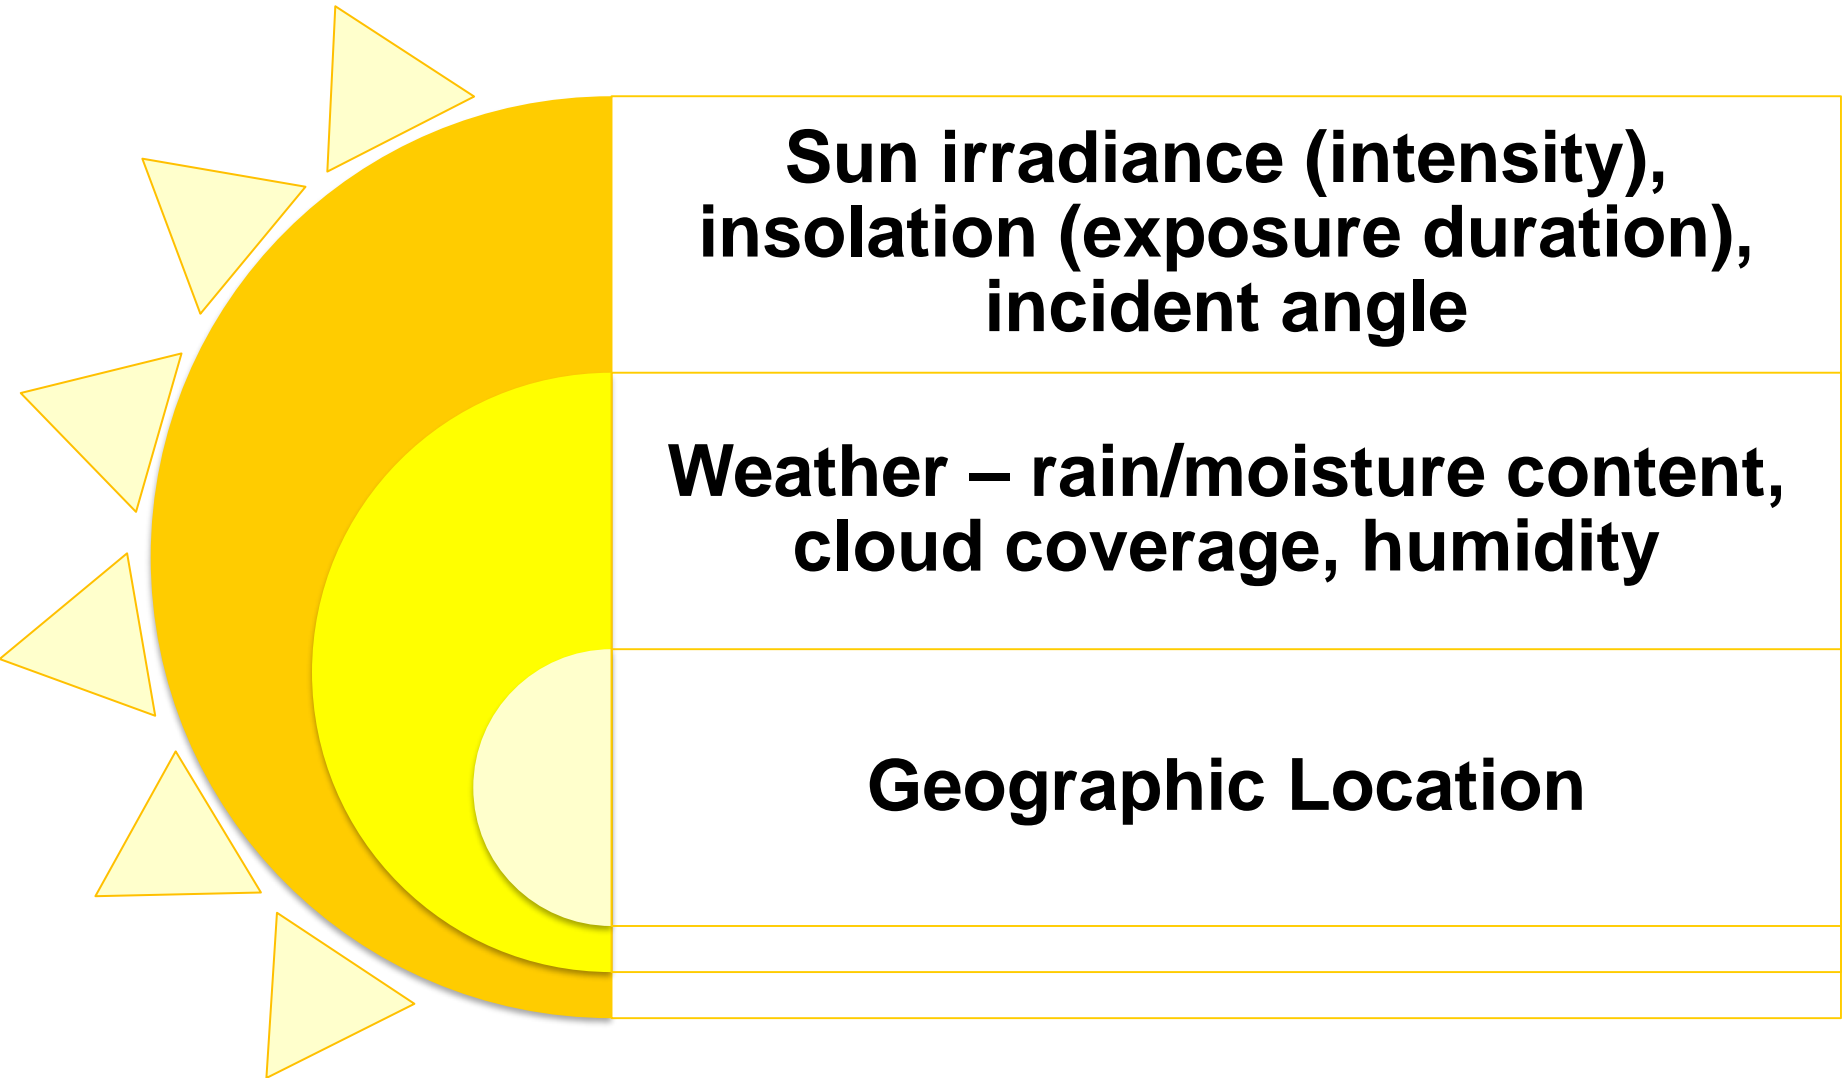 Sun irradiance (intensity),
insolation (exposure duration),
incident angle
Weather – rain/moisture content,
cloud coverage, humidity
Geographic Location